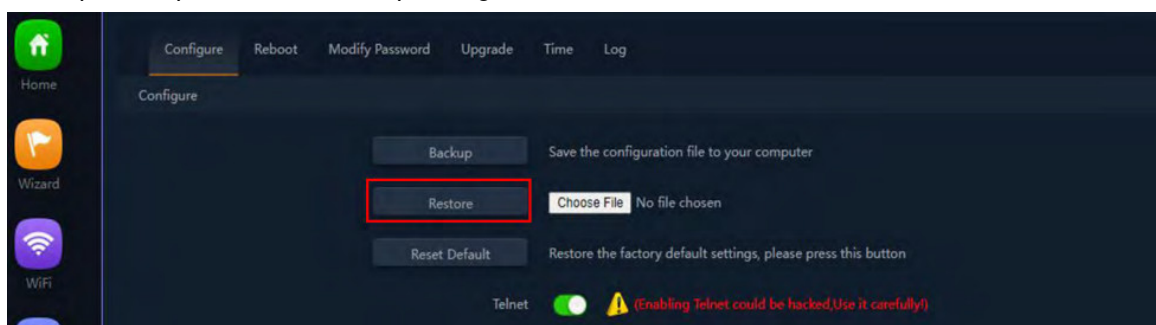 Home
Configure Reboot Modify Password Upgrade Time Log
Configure
Wizard
Backup Save the configuration file to your computer
Restore Choose File No file chosen
WiFi
Reset Default Restore the factory default settings, please press this button
Telnet (Enabling Telnet could be hacked,Use it carefully!)